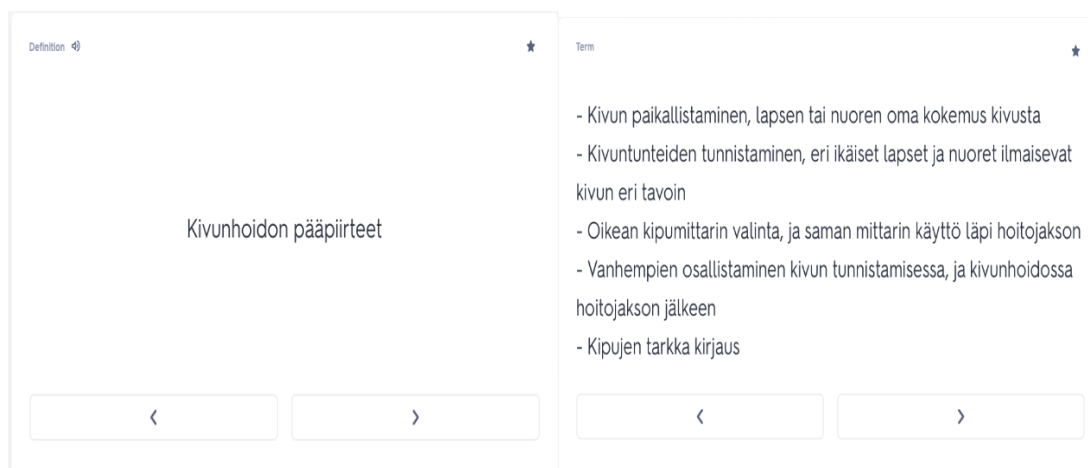 Definition
Kivunhoidon pääpiirteet
Term
- Kivun paikallistaminen, lapsen tai nuoren oma kokemus kivusta
- Kivuntunteiden tunnistaminen, eri ikäiset lapset ja nuoret ilmaisevat
kivun eri tavoin
- Oikean kipumittarin valinta, ja saman mittarin käyttö läpi hoitojakson
- Vanhempien osallistaminen kivun tunnistamisessa, ja kivunhoidossa
hoitojakson jälkeen
- Kipujen tarkka kirjaus